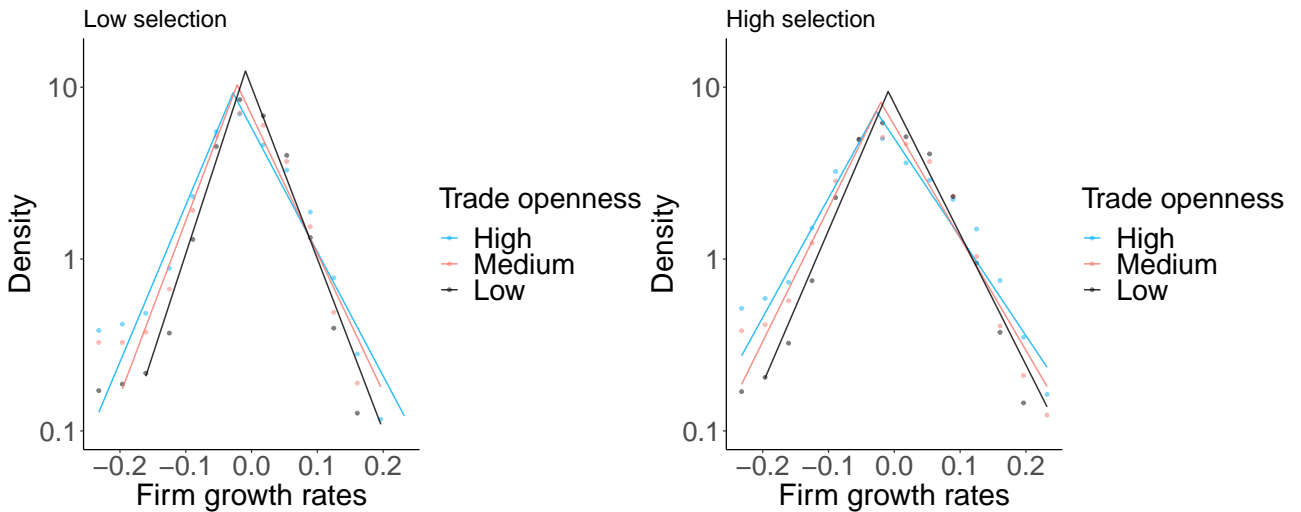 Low selection
10
1
0.1
Density
−0.2 −0.1 0.0 0.1 0.2
Firm growth rates
Trade openness
High
Medium
Low
High selection
10
1
0.1
Density
−0.2 −0.1 0.0 0.1 0.2
Firm growth rates
Trade openness
High
Medium
Low